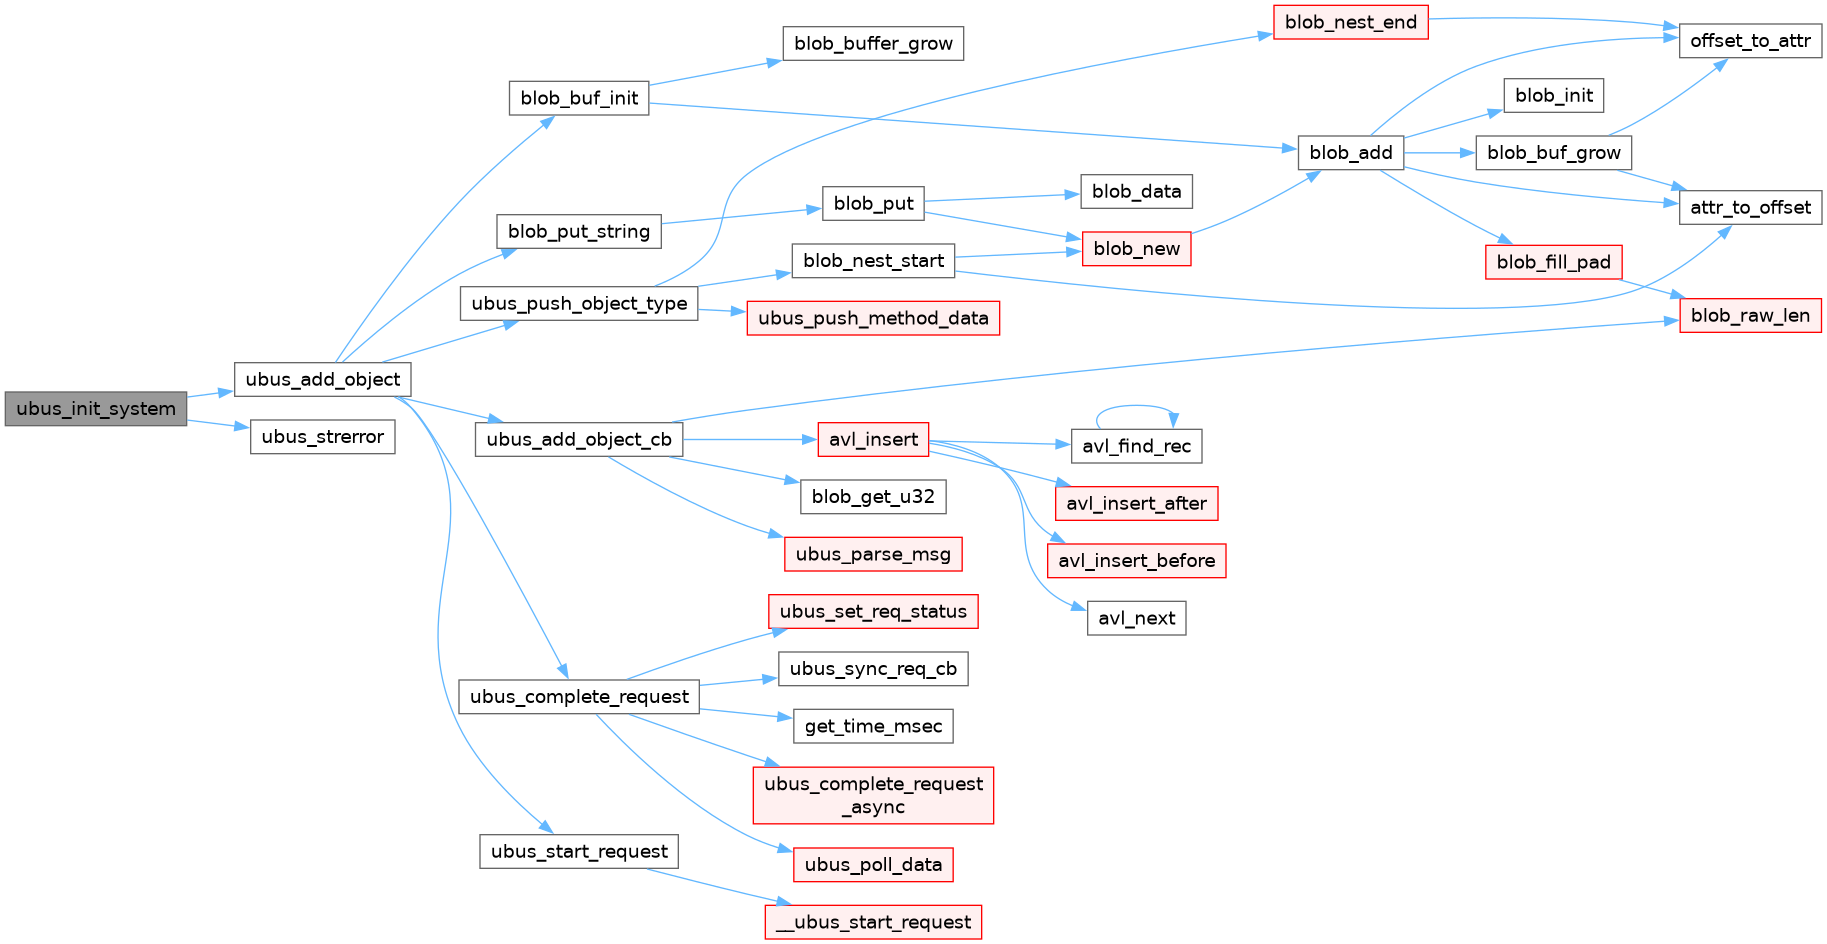 blob_nest_end
offset_to_attr
blob_buffer_grow
blob_buf_init
blob_init
blob_add
blob_buf_grow
blob_data
blob_put
attr_to_offset
blob_put_string
blob_new
blob_nest_start
blob_fill_pad
ubus_push_object_type
ubus_push_method_data
blob_raw_len
ubus_add_object
ubus_init_system
ubus_strerror
ubus_add_object_cb
avl_insert
avl_find_rec
blob_get_u32
avl_insert_after
ubus_parse_msg
avl_insert_before
ubus_set_req_status
avl_next
ubus_sync_req_cb
ubus_complete_request
get_time_msec
ubus_complete_request
_async
ubus_start_request
ubus_poll_data
__ubus_start_request